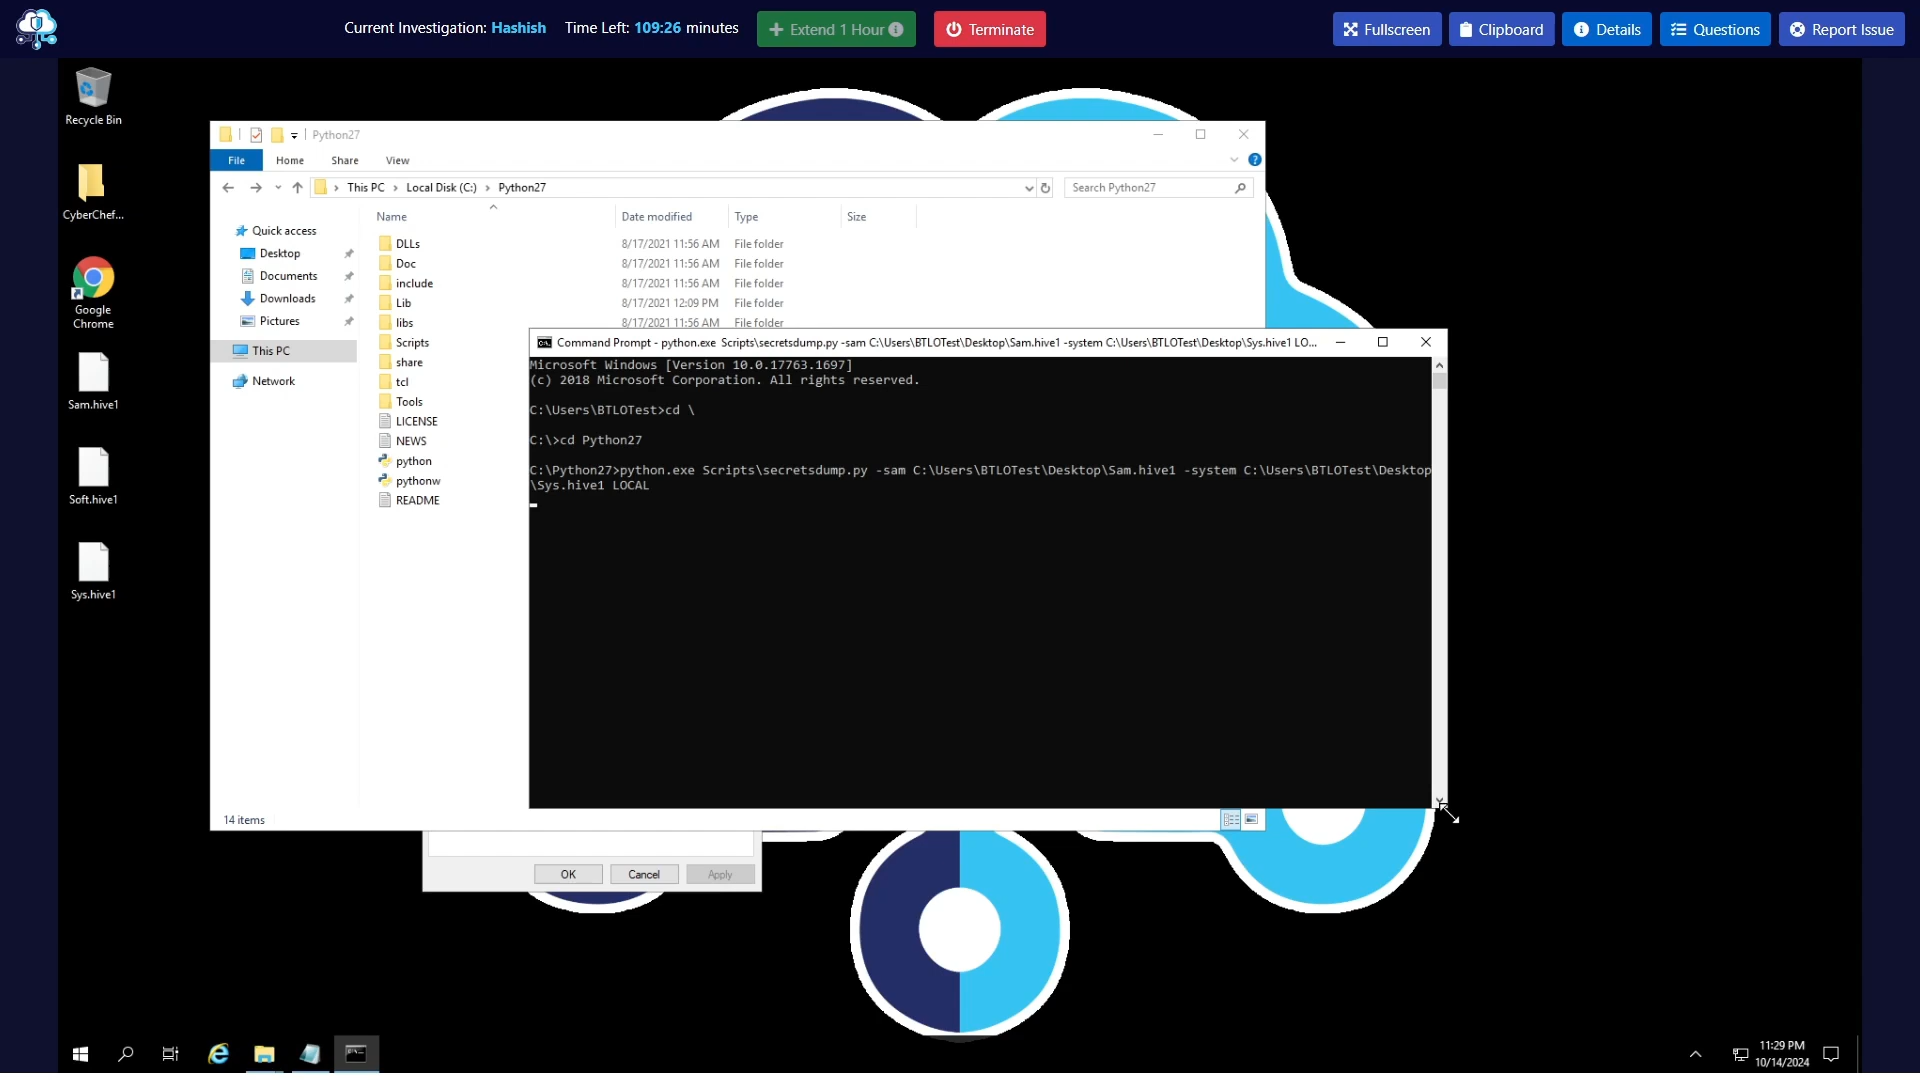 Current Investigation: Hashish Time Left: 109:26 minutes Extend 1 Hour Terminate Fullscreen Clipboard Details Questions Report Issue
Recycle Bin
CyberChef...
Google
Chrome
Sam.hive1
Soft.hive1
Sys.hive1
Python27
File Home Share View
This PC Local Disk (C:) Python27 Search Python27
Quick access
Desktop
Documents
Downloads
Pictures
This PC
Network
Name Date modified Type Size
DLLs 8/17/2021 11:56 AM File folder
Doc 8/17/2021 11:56 AM File folder
include 8/17/2021 11:56 AM File folder
Lib 8/17/2021 12:09 PM File folder
libs 8/17/2021 11:56 AM File folder
Scripts
share
tcl
Tools
LICENSE
NEWS
python
pythonw
README
14 items
Command Prompt - python.exe Scripts\secretsdump.py -sam C:\Users\BTLOTest\Desktop\Sam.hive1 -system C:\Users\BTLOTest\Desktop\Sys.hive1 LO...
Microsoft Windows [Version 10.0.17763.1697]
(c) 2018 Microsoft Corporation. All rights reserved.
C:\Users\BTLOTest>cd \
C:\>cd Python27
C:\Python27>python.exe Scripts\secretsdump.py -sam C:\Users\BTLOTest\Desktop\Sam.hive1 -system C:\Users\BTLOTest\Desktop
\Sys.hive1 LOCAL
OK Cancel Apply
11:29 PM
10/14/2024